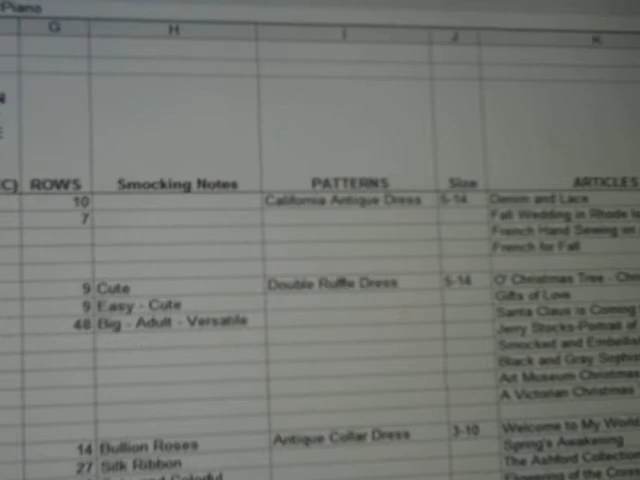 Piano
G H I J K
C) ROWS Smocking Notes PATTERNS Size ARTICLES
10 California Antique Dress 5-14 Denim and Lace
7 Fall Wedding in Rhode
French Hand Sewing
French for Fall
9 Cute Double Ruffle Dress 5-14 O' Christmas Tree -
9 Easy - Cute Gifts of Love
48 Big - Adult - Versatile Santa Claus is Coming
Jerry Stocks-Portrait of
Smocked and
Black and Gray
Art Museum Christmas
A Victorian Christmas
14 Bullion Roses Antique Collar Dress 3-10 Welcome to My World
27 Silk Ribbon Spring's Awakening
The Ashford Collection
of the